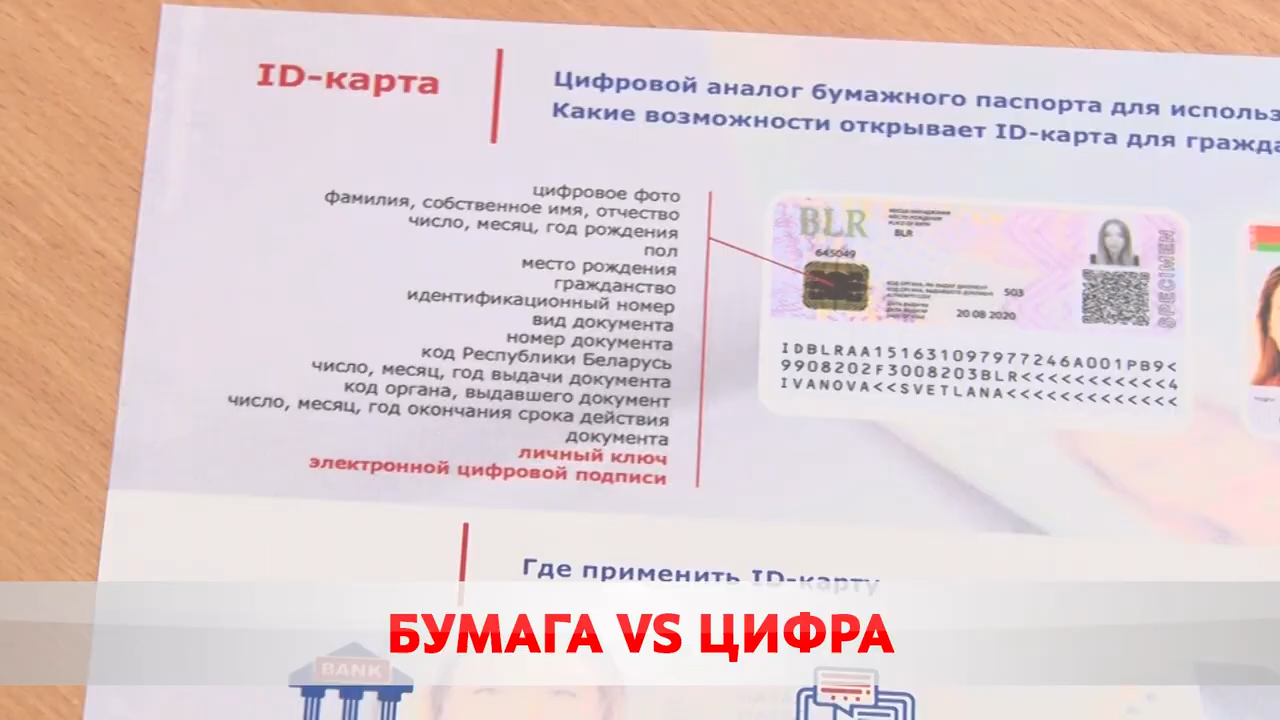 ID-карта
Цифровой аналог бумажного паспорта для использ
Какие возможности открывает ID-карта для гражда
цифровое фото
фамилия, собственное имя, отчество
число, месяц, год рождения
пол
место рождения
гражданство
идентификационный номер
вид документа
номер документа
код Республики Беларусь
число, месяц, год выдачи документа
код органа, выдавшего документ
число, месяц, год окончания срока действия
документа
личный ключ
электронной цифровой подписи
BLR
BLR
645049
503
20 08 2020
SPECIMEN
IDBLRAA151631097977246A001PB9<
9908202F3008203BLR<<<<<<<<<<<4
IVANOVA<<SVETLANA<<<<<<<<<<<<<
Где применить ID-карту
БУМАГА VS ЦИФРА
BANK